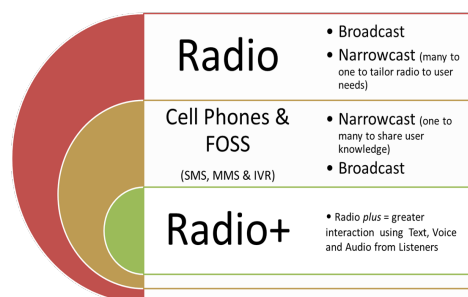 Radio
• Broadcast
• Narrowcast (many to
one to tailor radio to user
needs)
Cell Phones &
FOSS
(SMS, MMS & IVR)
• Narrowcast (one to
many to share user
knowledge)
• Broadcast
Radio+
• Radio plus = greater
interaction using Text, Voice
and Audio from Listeners